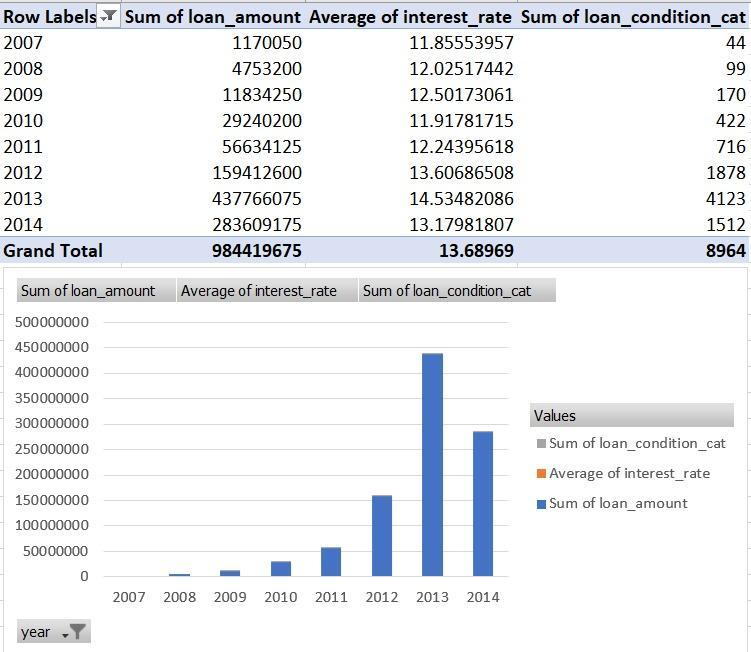 Row Labels Sum of loan_amount Average of interest_rate Sum of loan_condition_cat
2007 1170050 11.85553957 44
2008 4753200 12.02517442 99
2009 11834250 12.50173061 170
2010 29240200 11.91781715 422
2011 56634125 12.24395618 716
2012 159412600 13.60686508 1878
2013 437766075 14.53482086 4123
2014 283609175 13.17981807 1512
Grand Total 984419675 13.68969 8964
Sum of loan_amount Average of interest_rate Sum of loan_condition_cat
500000000
450000000
400000000
350000000
300000000
250000000
200000000
150000000
100000000
50000000
0
2007 2008 2009 2010 2011 2012 2013 2014
Values
Sum of loan_condition_cat
Average of interest_rate
Sum of loan_amount
year